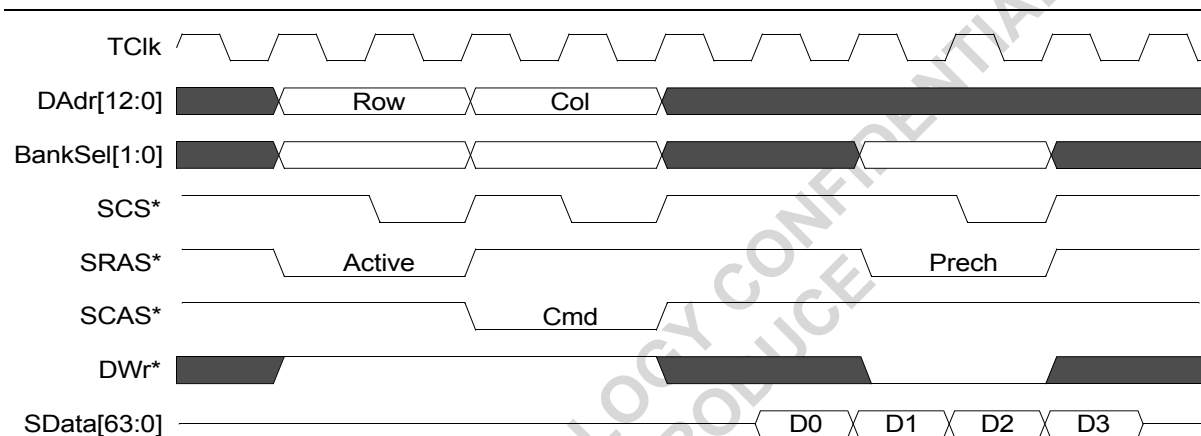 TClk
DAdr[12:0] Row Col
BankSel[1:0]
SCS*
SRAS* Active Prech
SCAS* Cmd
DWr*
SData[63:0] D0 D1 D2 D3